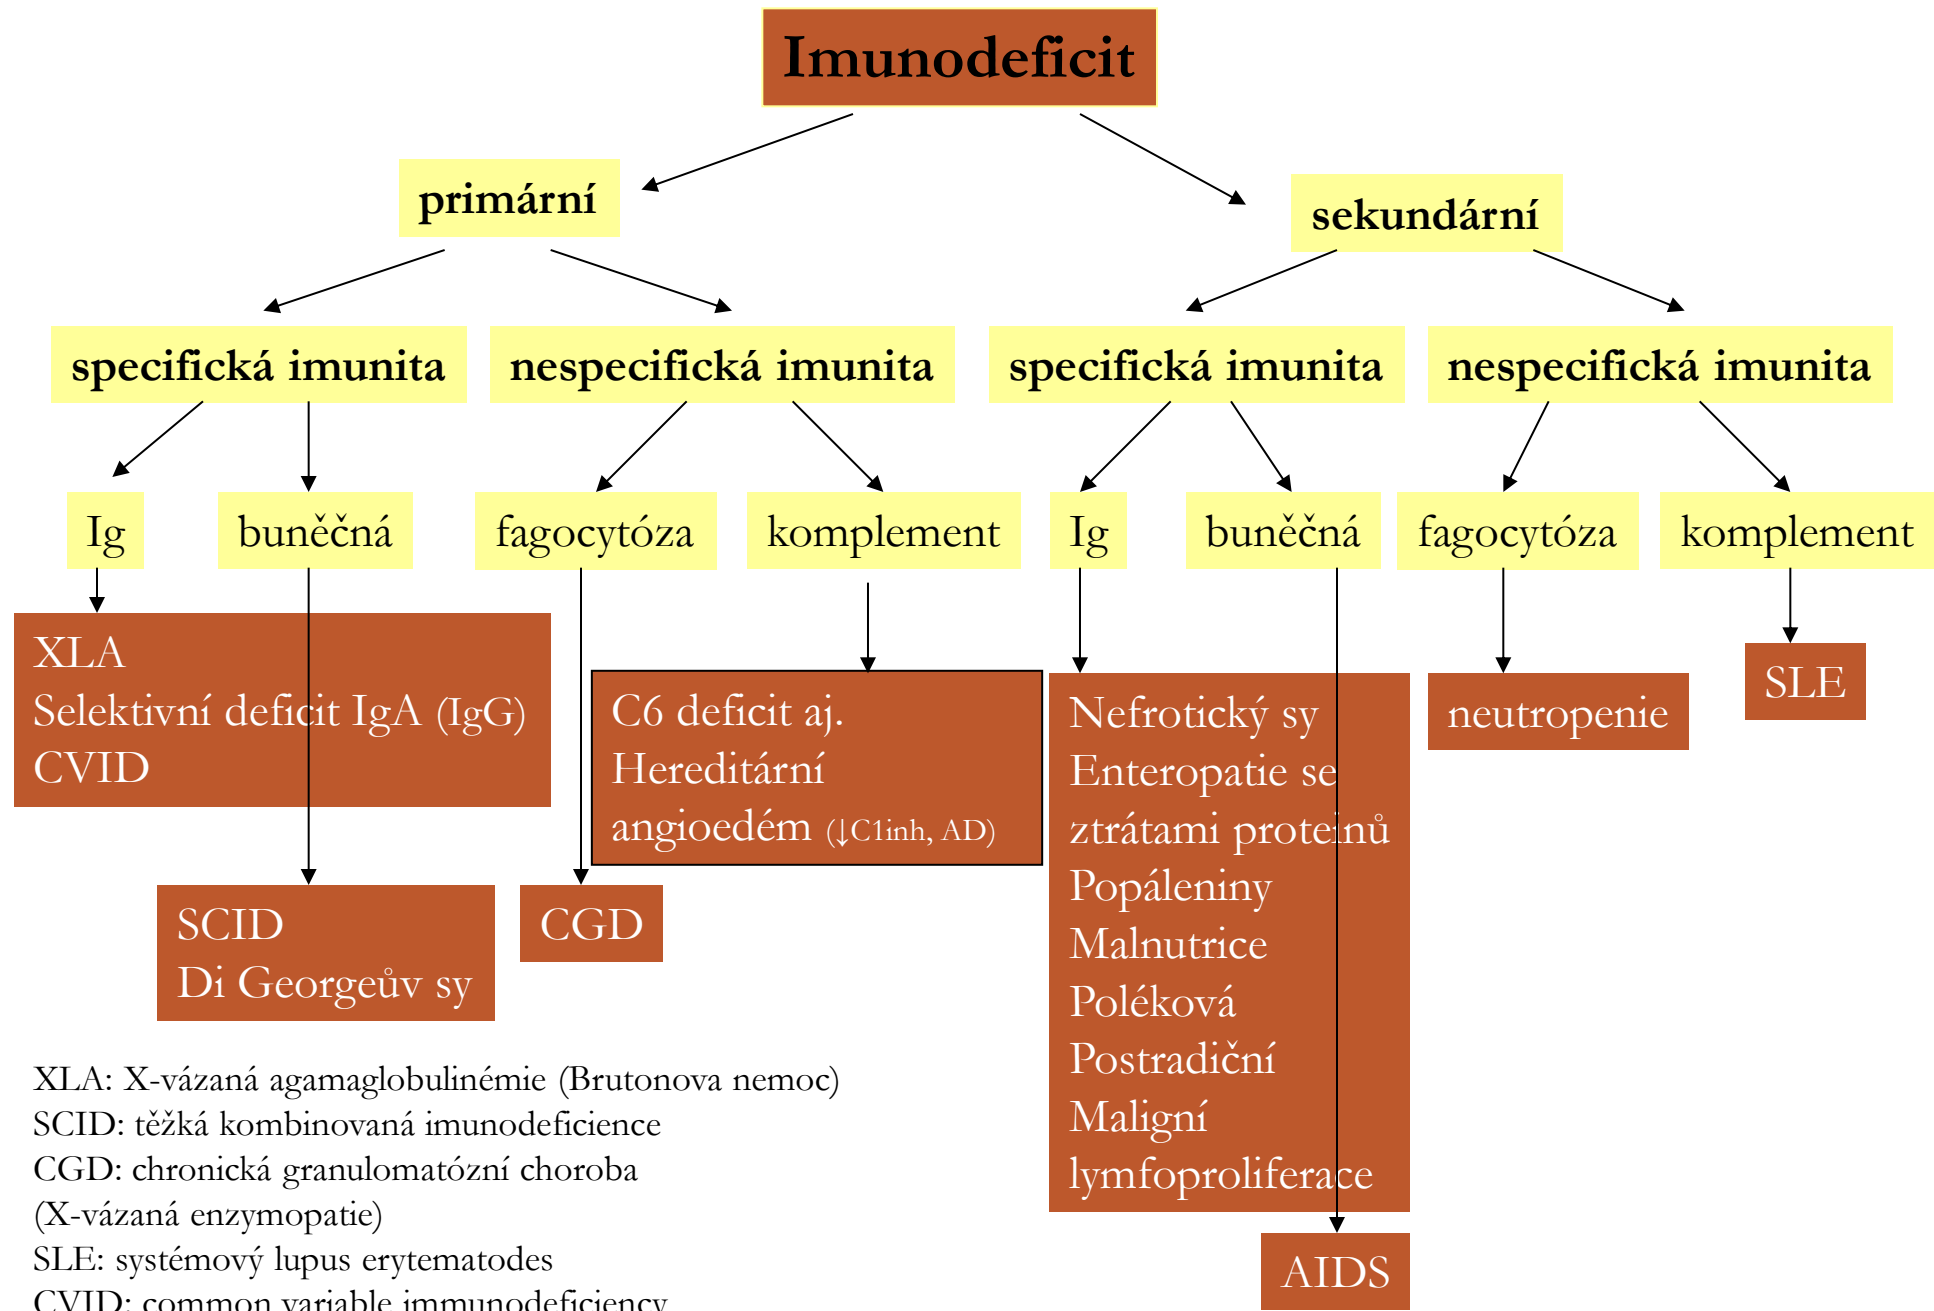 Imunodeficit
primární
sekundární
specifická imunita
nespecifická imunita
specifická imunita
nespecifická imunita
Ig
buněčná
fagocytóza
komplement
Ig
buněčná
fagocytóza
komplement
XLA
Selektivní deficit IgA (IgG)
CVID
SCID
Di Georgeův sy
CGD
C6 deficit aj.
Hereditární
angioedém (↓C1inh, AD)
Nefrotický sy
Enteropatie se
ztrátami proteinů
Popáleniny
Malnutrice
Poléková
Postradiční
Maligní
lymfoproliferace
AIDS
neutropenie
SLE
XLA: X-vázaná agamaglobulinémie (Brutonova nemoc)
SCID: těžká kombinovaná imunodeficience
CGD: chronická granulomatózní choroba
(X-vázaná enzymopatie)
SLE: systémový lupus erytematodes
CVID: common variable immunodeficiency